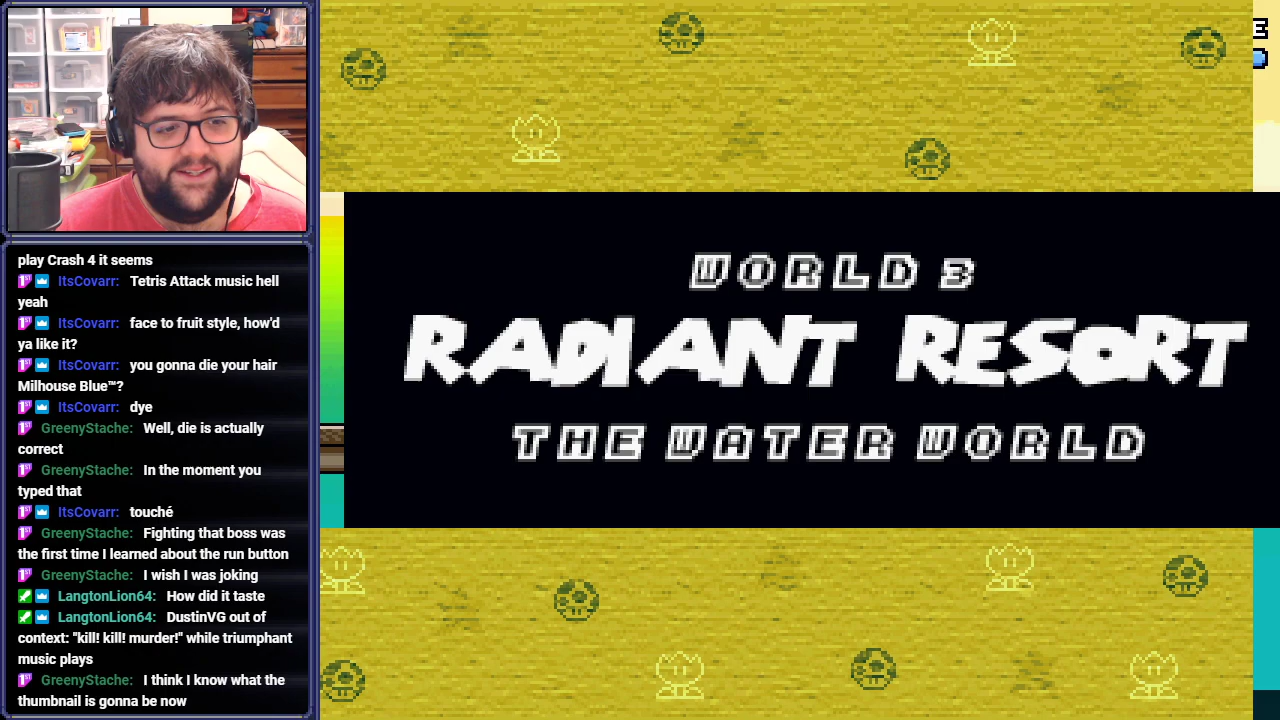 play Crash 4 it seems
ItsCovarr: Tetris Attack music hell
yeah
ItsCovarr: face to fruit style, how'd
ya like it?
ItsCovarr: you gonna die your hair
Milhouse Blue™?
ItsCovarr: dye
GreenyStache: Well, die is actually
correct
GreenyStache: In the moment you
typed that
ItsCovarr: touché
GreenyStache: Fighting that boss was
the first time I learned about the run button
GreenyStache: I wish I was joking
LangtonLion64: How did it taste
LangtonLion64: DustinVG out of
context: "kill! kill! murder!" while triumphant
music plays
GreenyStache: I think I know what the
thumbnail is gonna be now
WORLD 3
RADIANT RESORT
THE WATER WORLD